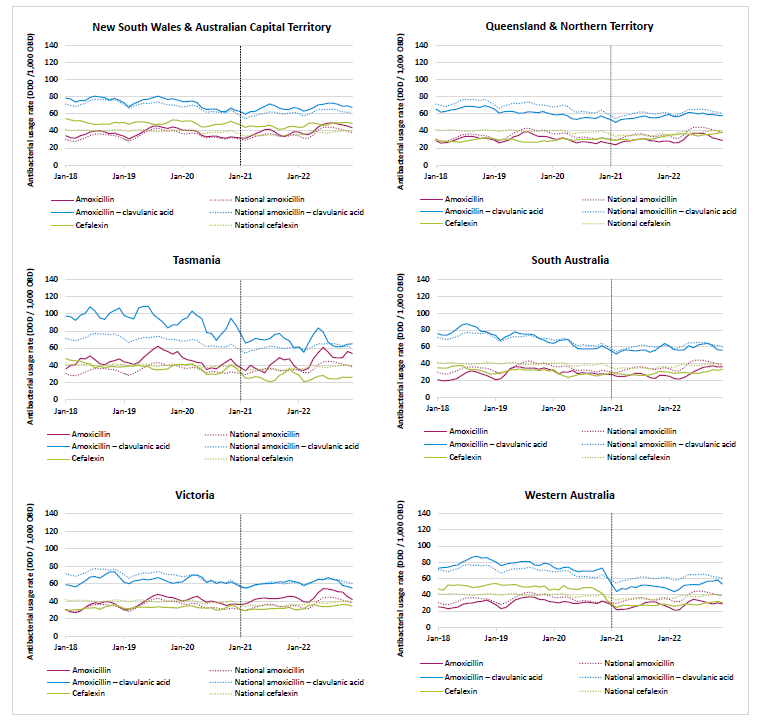 New South Wales & Australian Capital Territory
Antibacterial usage rate (DDD /1,000 OBD)
140
120
100
80
60
40
20
0
Jan-18 Jan-19 Jan-20 Jan-21 Jan-22
Amoxicillin National amoxicillin
Amoxicillin – clavulanic acid National amoxicillin – clavulanic acid
Cefalexin National cefalexin
Queensland & Northern Territory
Antibacterial usage rate (DDD / 1,000 OBD)
140
120
100
80
60
40
20
0
Jan-18 Jan-19 Jan-20 Jan-21 Jan-22
Amoxicillin National amoxicillin
Amoxicillin – clavulanic acid National amoxicillin – clavulanic acid
Cefalexin National cefalexin
Tasmania
Antibacterial usage rate (DDD / 1,000 OBD)
140
120
100
80
60
40
20
0
Jan-18 Jan-19 Jan-20 Jan-21 Jan-22
Amoxicillin National amoxicillin
Amoxicillin – clavulanic acid National amoxicillin – clavulanic acid
Cefalexin National cefalexin
South Australia
Antibacterial usage rate (DDD / 1,000 OBD)
140
120
100
80
60
40
20
0
Jan-18 Jan-19 Jan-20 Jan-21 Jan-22
Amoxicillin National amoxicillin
Amoxicillin – clavulanic acid National amoxicillin – clavulanic acid
Cefalexin National cefalexin
Victoria
Antibacterial usage rate (DDD / 1,000 OBD)
140
120
100
80
60
40
20
0
Jan-18 Jan-19 Jan-20 Jan-21 Jan-22
Amoxicillin National amoxicillin
Amoxicillin – clavulanic acid National amoxicillin – clavulanic acid
Cefalexin National cefalexin
Western Australia
Antibacterial usage rate (DDD / 1,000 OBD)
140
120
100
80
60
40
20
0
Jan-18 Jan-19 Jan-20 Jan-21 Jan-22
Amoxicillin National amoxicillin
Amoxicillin – clavulanic acid National amoxicillin – clavulanic acid
Cefalexin National cefalexin